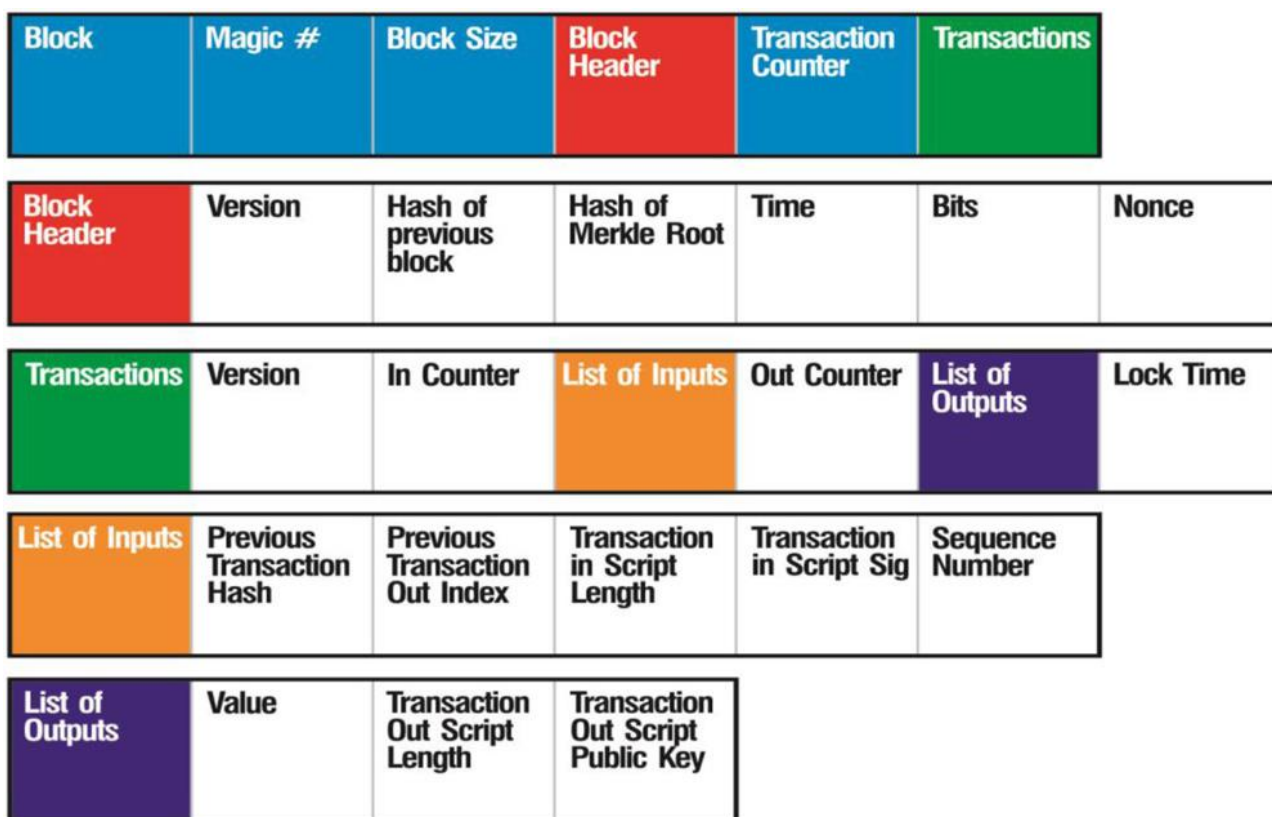 Block
Magic #
Block Size
Block
Header
Transaction
Counter
Transactions
Block
Header
Version
Hash of
previous
block
Hash of
Merkle Root
Time
Bits
Nonce
Transactions
Version
In Counter
List of Inputs
Out Counter
List of
Outputs
Lock Time
List of Inputs
Previous
Transaction
Hash
Previous
Transaction
Out Index
Transaction
in Script
Length
Transaction
in Script Sig
Sequence
Number
List of
Outputs
Value
Transaction
Out Script
Length
Transaction
Out Script
Public Key